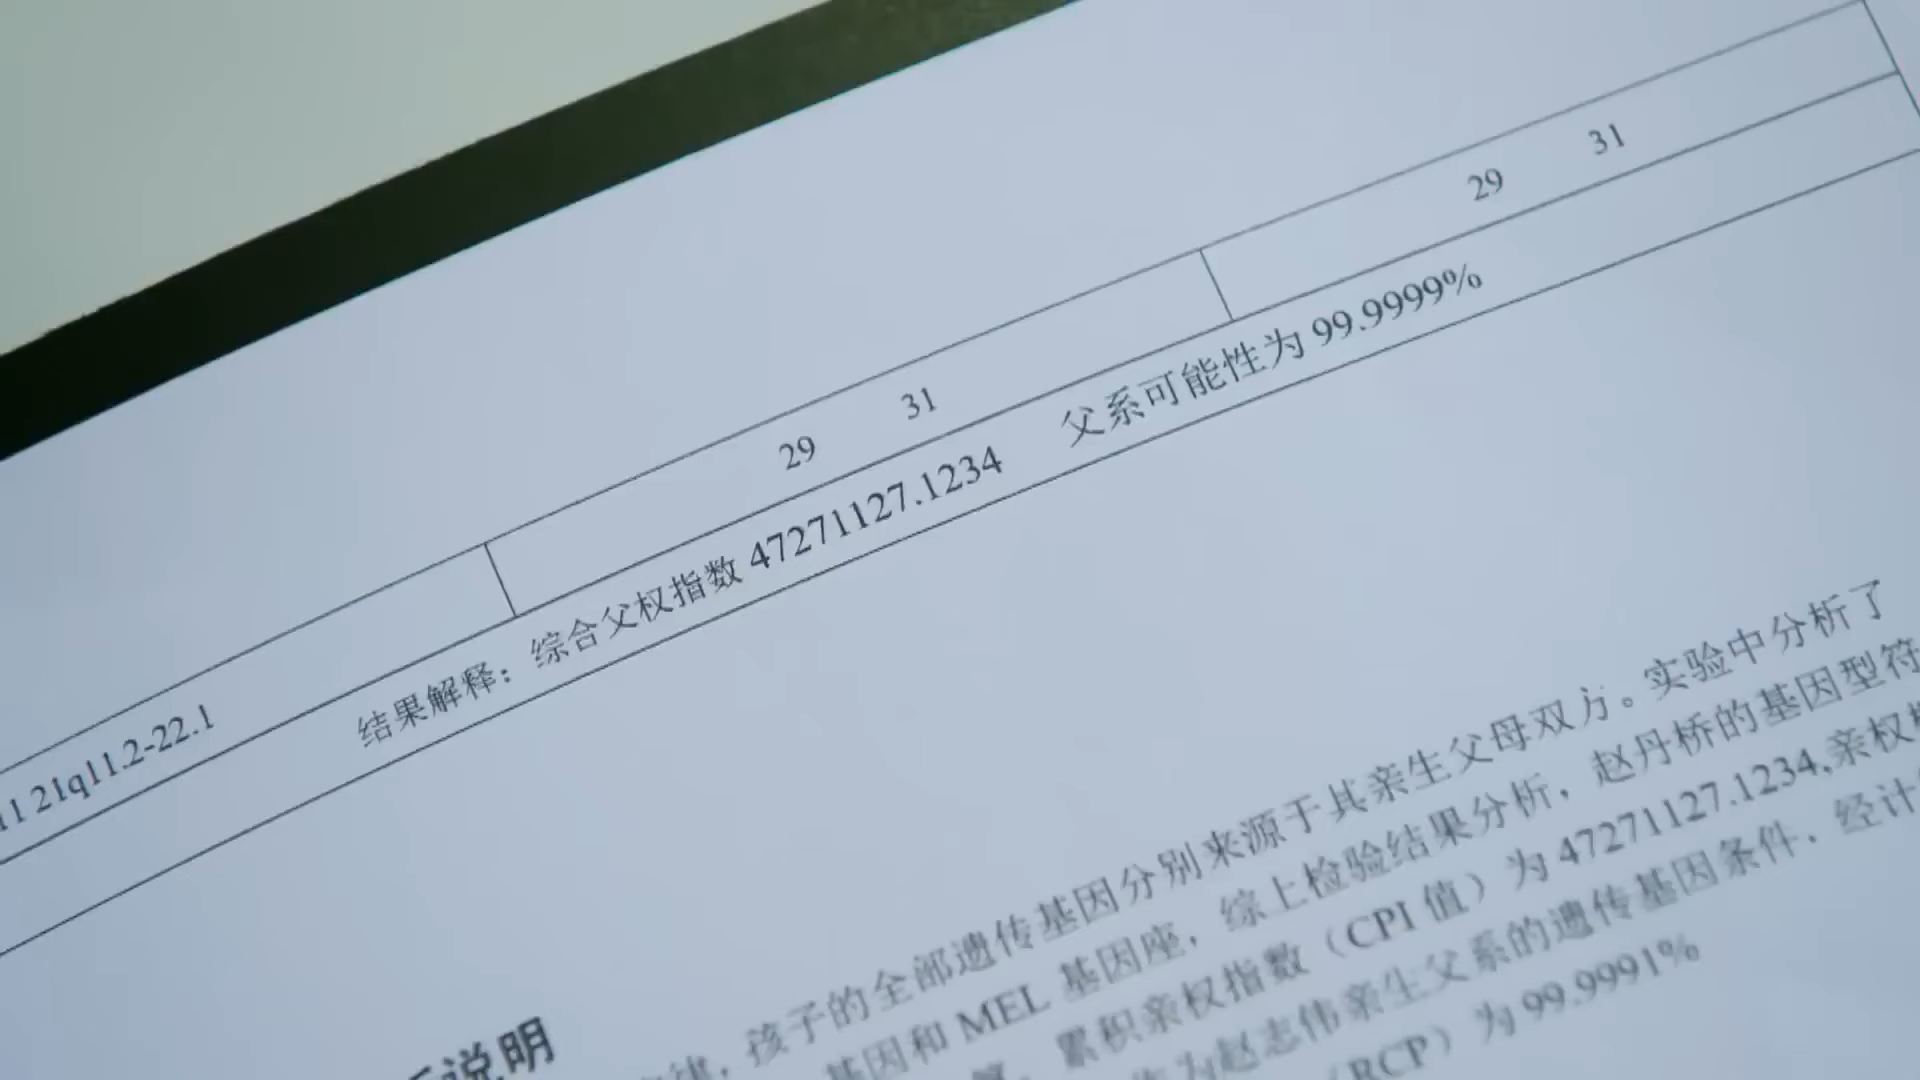 29 31 29 31
11 21q11.2-22.1
结果解释：综合父权指数 47271127.1234 父系可能性为 99.9999%
说明
，孩子的全部遗传基因分别来源于其亲生父母双方。实验中分析了
基因和 MEL 基因座，综上检验结果分析，赵丹桥的基因型符
累积亲权指数（CPI 值）为 47271127.1234,亲权
为赵志伟亲生父系的遗传基因条件，经计
（RCP）为 99.9991%